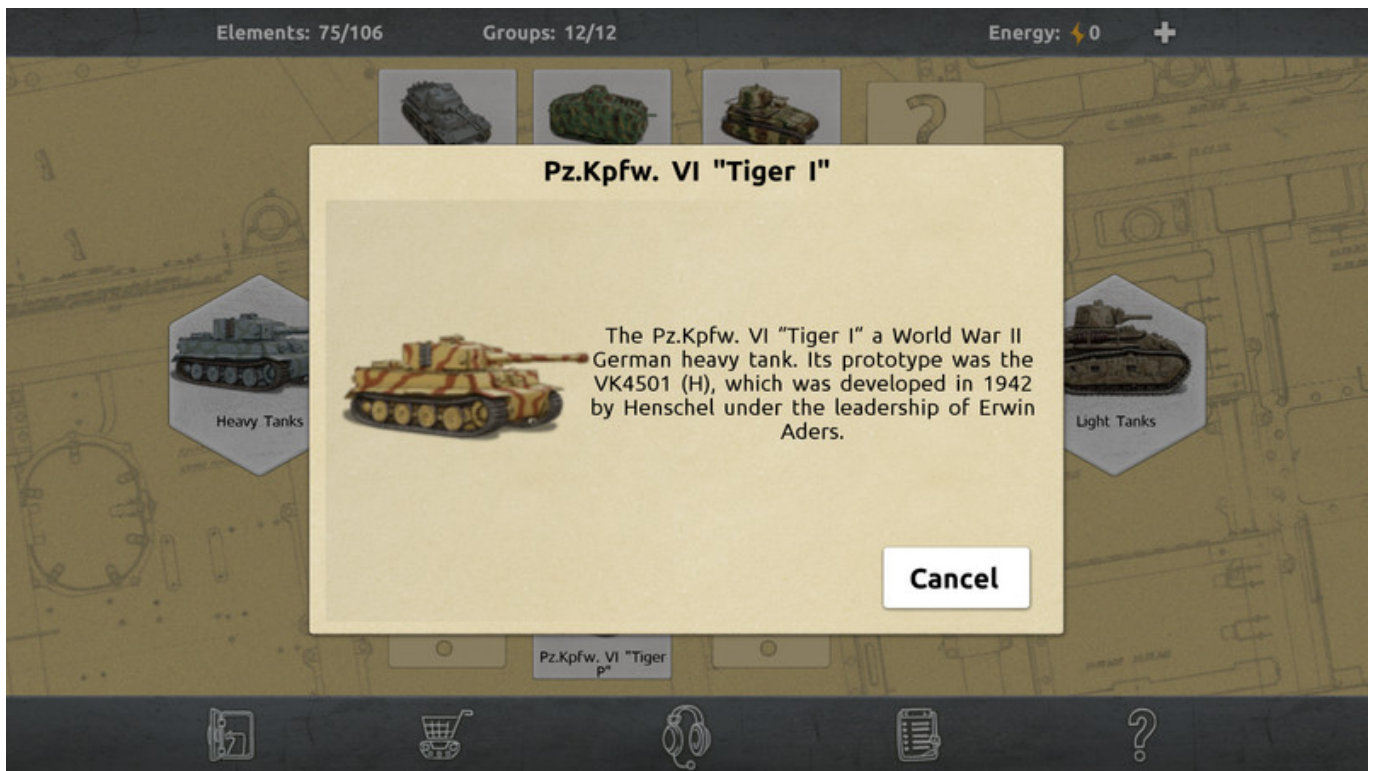 Elements: 75/106
Groups: 12/12
Energy: 0
Pz.Kpfw. VI "Tiger I"
The Pz.Kpfw. VI "Tiger I" a World War II
German heavy tank. Its prototype was the
VK4501 (H), which was developed in 1942
by Henschel under the leadership of Erwin
Aders.
Heavy Tanks
Light Tanks
Cancel
Pz.Kpfw. VI "Tiger
P"